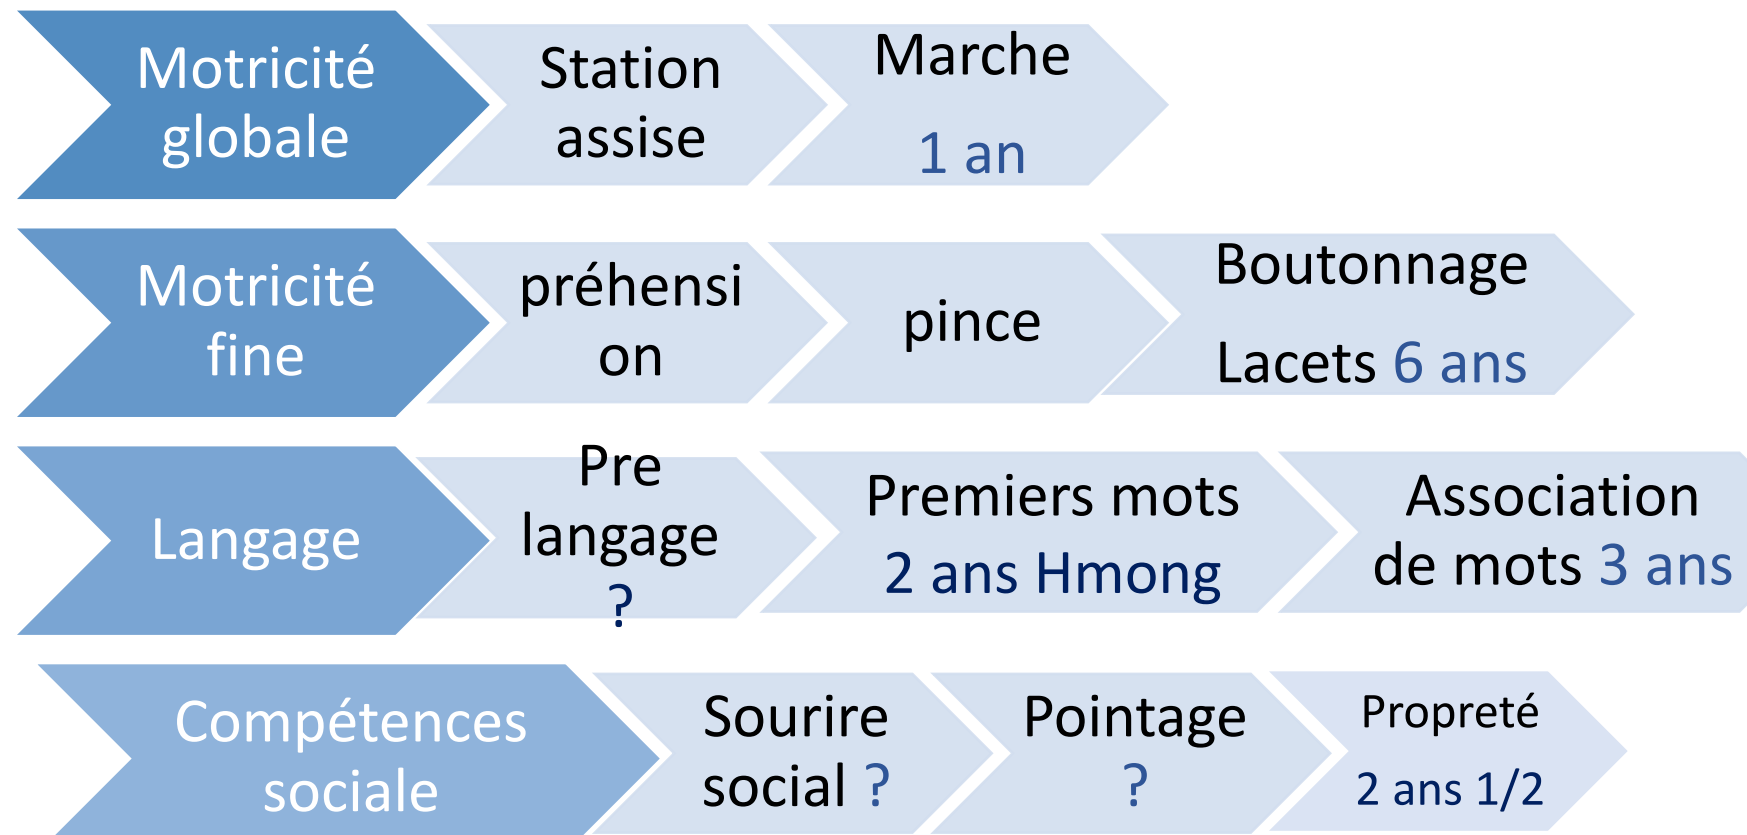 Motricité
globale
Station
assise
Marche
1 an
Motricité
fine
préhensi
on
pince
Boutonnage
Lacets 6 ans
Langage
Pre
langage
?
Premiers mots
2 ans Hmong
Association
de mots 3 ans
Compétences
sociale
Sourire
social ?
Pointage
?
Propreté
2 ans 1/2